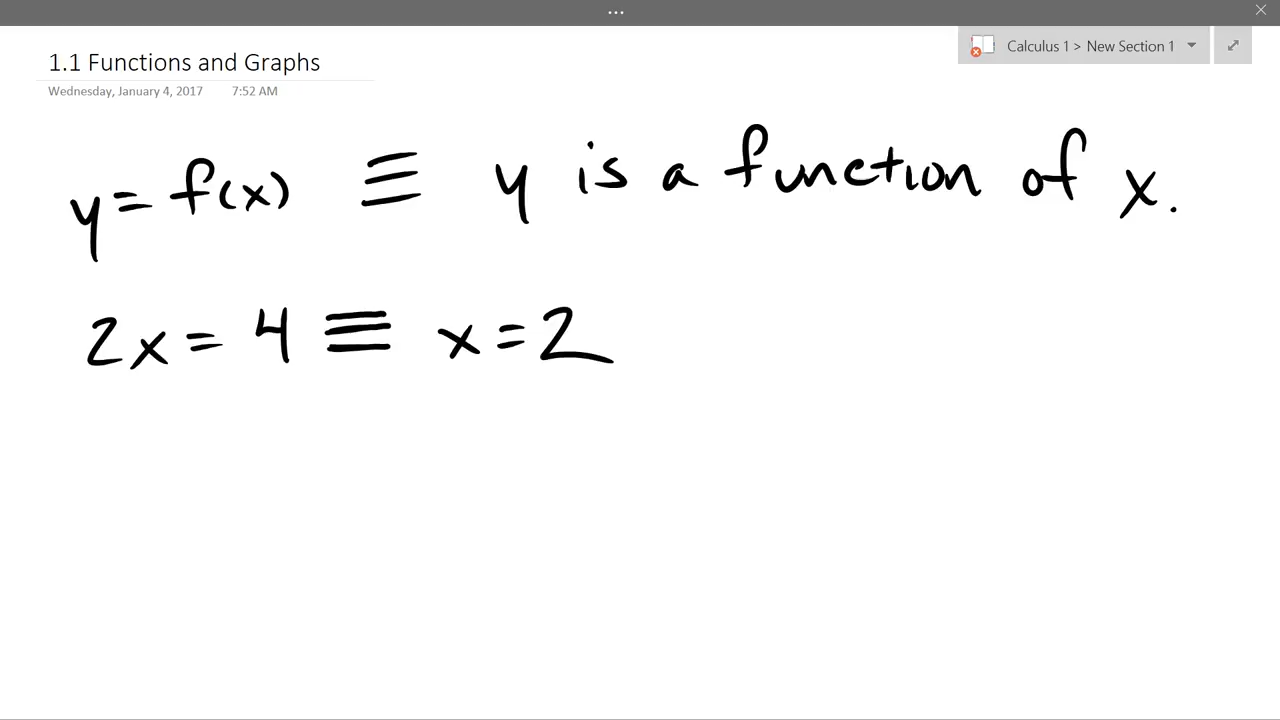 ...
Calculus 1 > New Section 1
1.1 Functions and Graphs
Wednesday, January 4, 2017 7:52 AM
y = f(x) ≡ y is a function of x.
2x = 4 ≡ x = 2